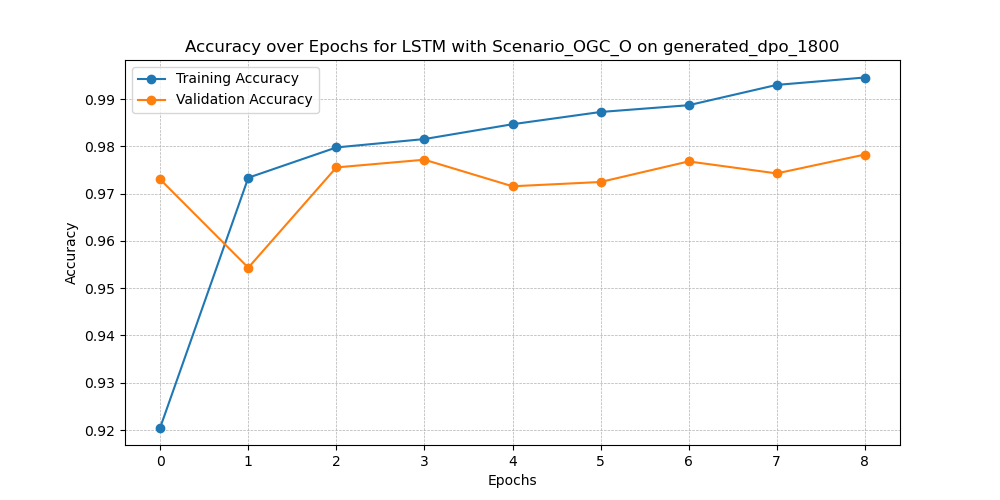 Accuracy over Epochs for LSTM with Scenario_OGC_O on generated_dpo_1800
Training Accuracy
Validation Accuracy
Accuracy
0.99
0.98
0.97
0.96
0.95
0.94
0.93
0.92
0 1 2 3 4 5 6 7 8
Epochs